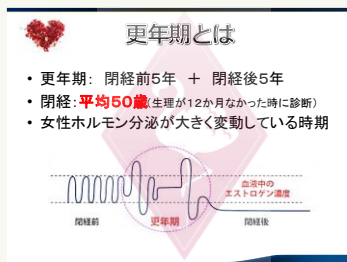 更年期とは
• 更年期: 閉経前5年 + 閉経後5年
• 閉経:平均50歳(生理が12か月なかった時に診断)
• 女性ホルモン分泌が大きく変動している時期
血液中の
エストロゲン濃度
閉経前
更年期
閉経後